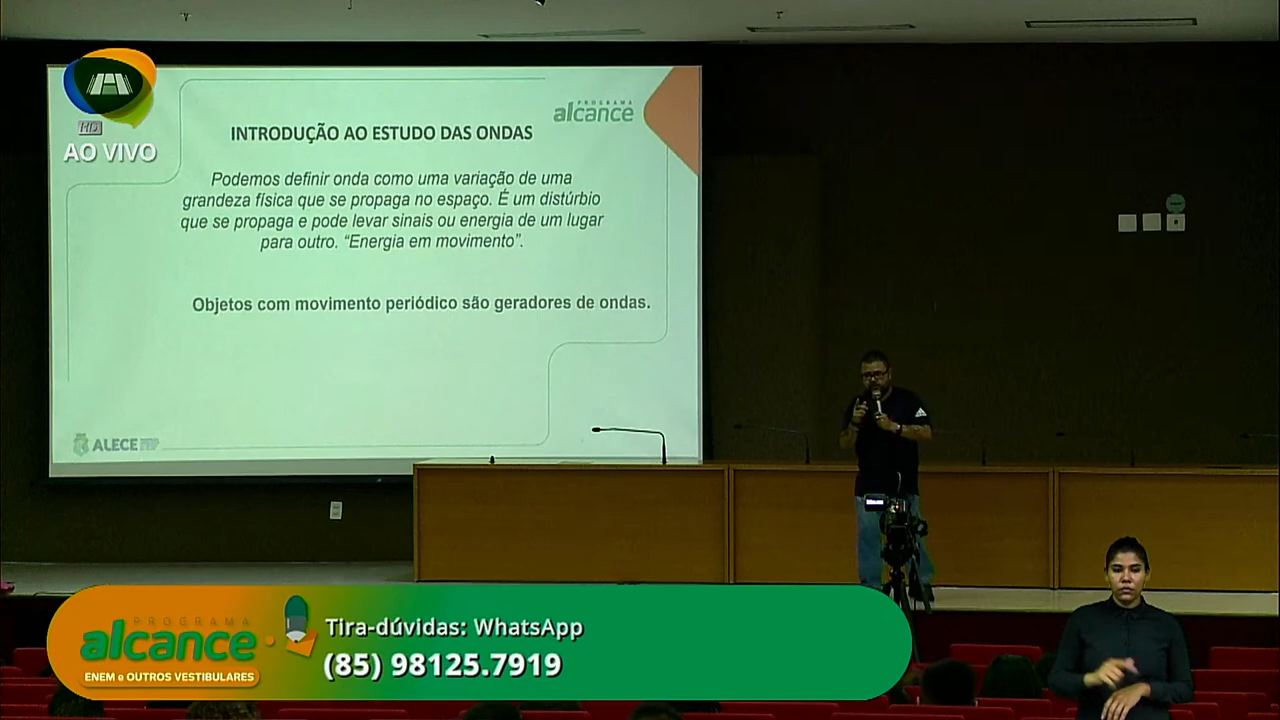 HD
AO VIVO
PROGRAMA
alcance
INTRODUÇÃO AO ESTUDO DAS ONDAS
Podemos definir onda como uma variação de uma
grandeza física que se propaga no espaço. É um distúrbio
que se propaga e pode levar sinais ou energia de um lugar
para outro. “Energia em movimento”.
Objetos com movimento periódico são geradores de ondas.
ALECE
PROGRAMA
alcance
ENEM e OUTROS VESTIBULARES
Tira-dúvidas: WhatsApp
(85) 98125.7919